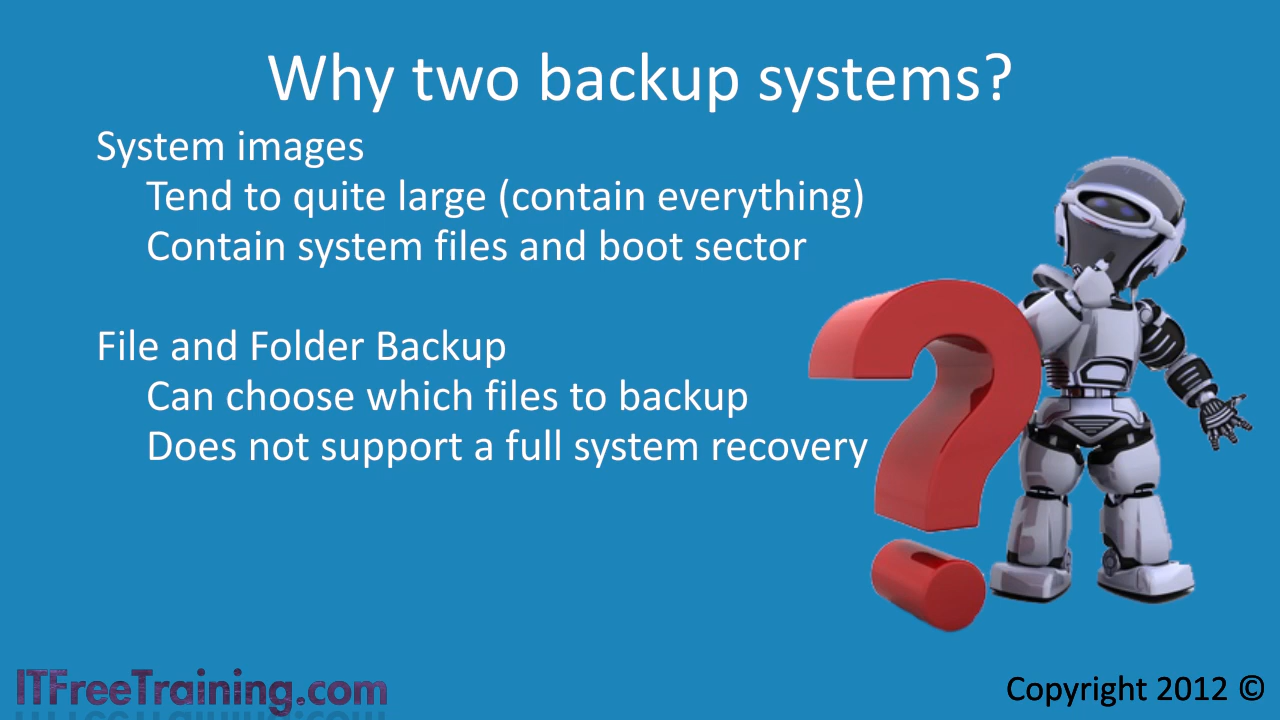 Why two backup systems?
System images
Tend to quite large (contain everything)
Contain system files and boot sector
File and Folder Backup
Can choose which files to backup
Does not support a full system recovery
ITFreeTraining.com
Copyright 2012 ©